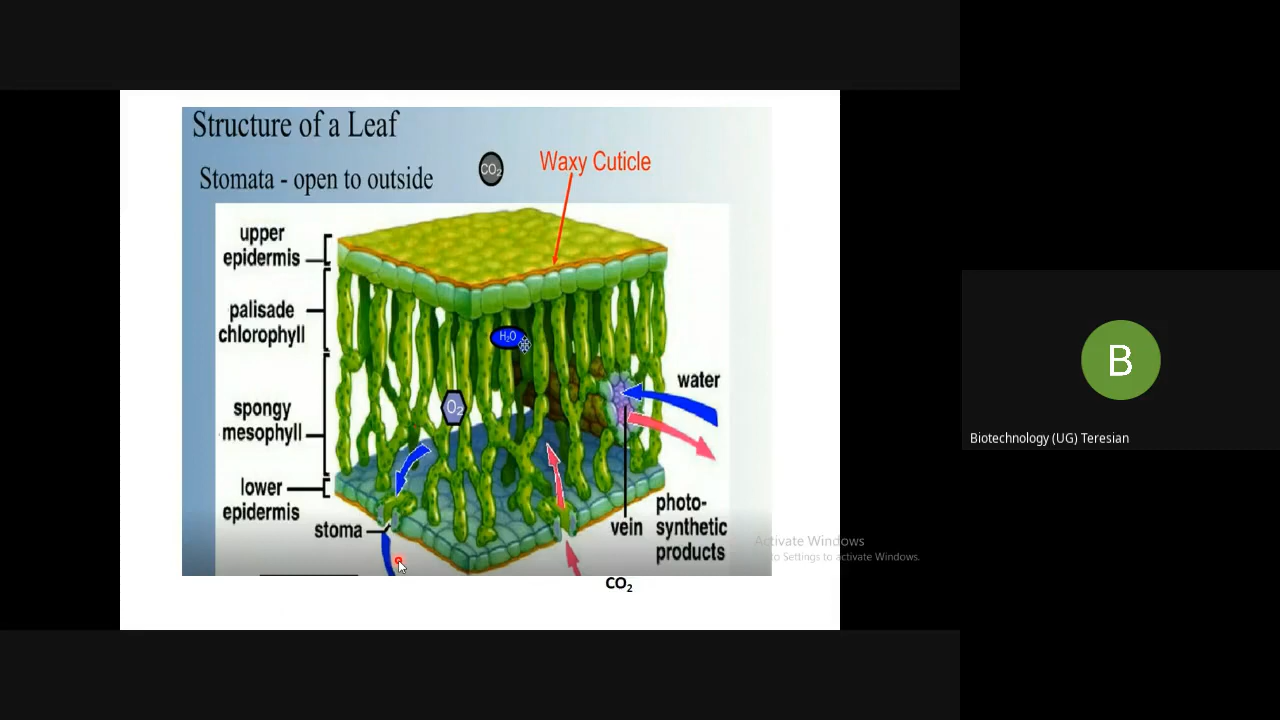 Structure of a Leaf
CO₂
Waxy Cuticle
Stomata - open to outside
upper
epidermis
palisade
chlorophyll
H₂O
water
O₂
spongy
mesophyll
lower
epidermis
stoma
vein
photo-
synthetic
products
CO₂
Activate Windows
to Settings to activate Windows.
B
Biotechnology (UG) Teresian